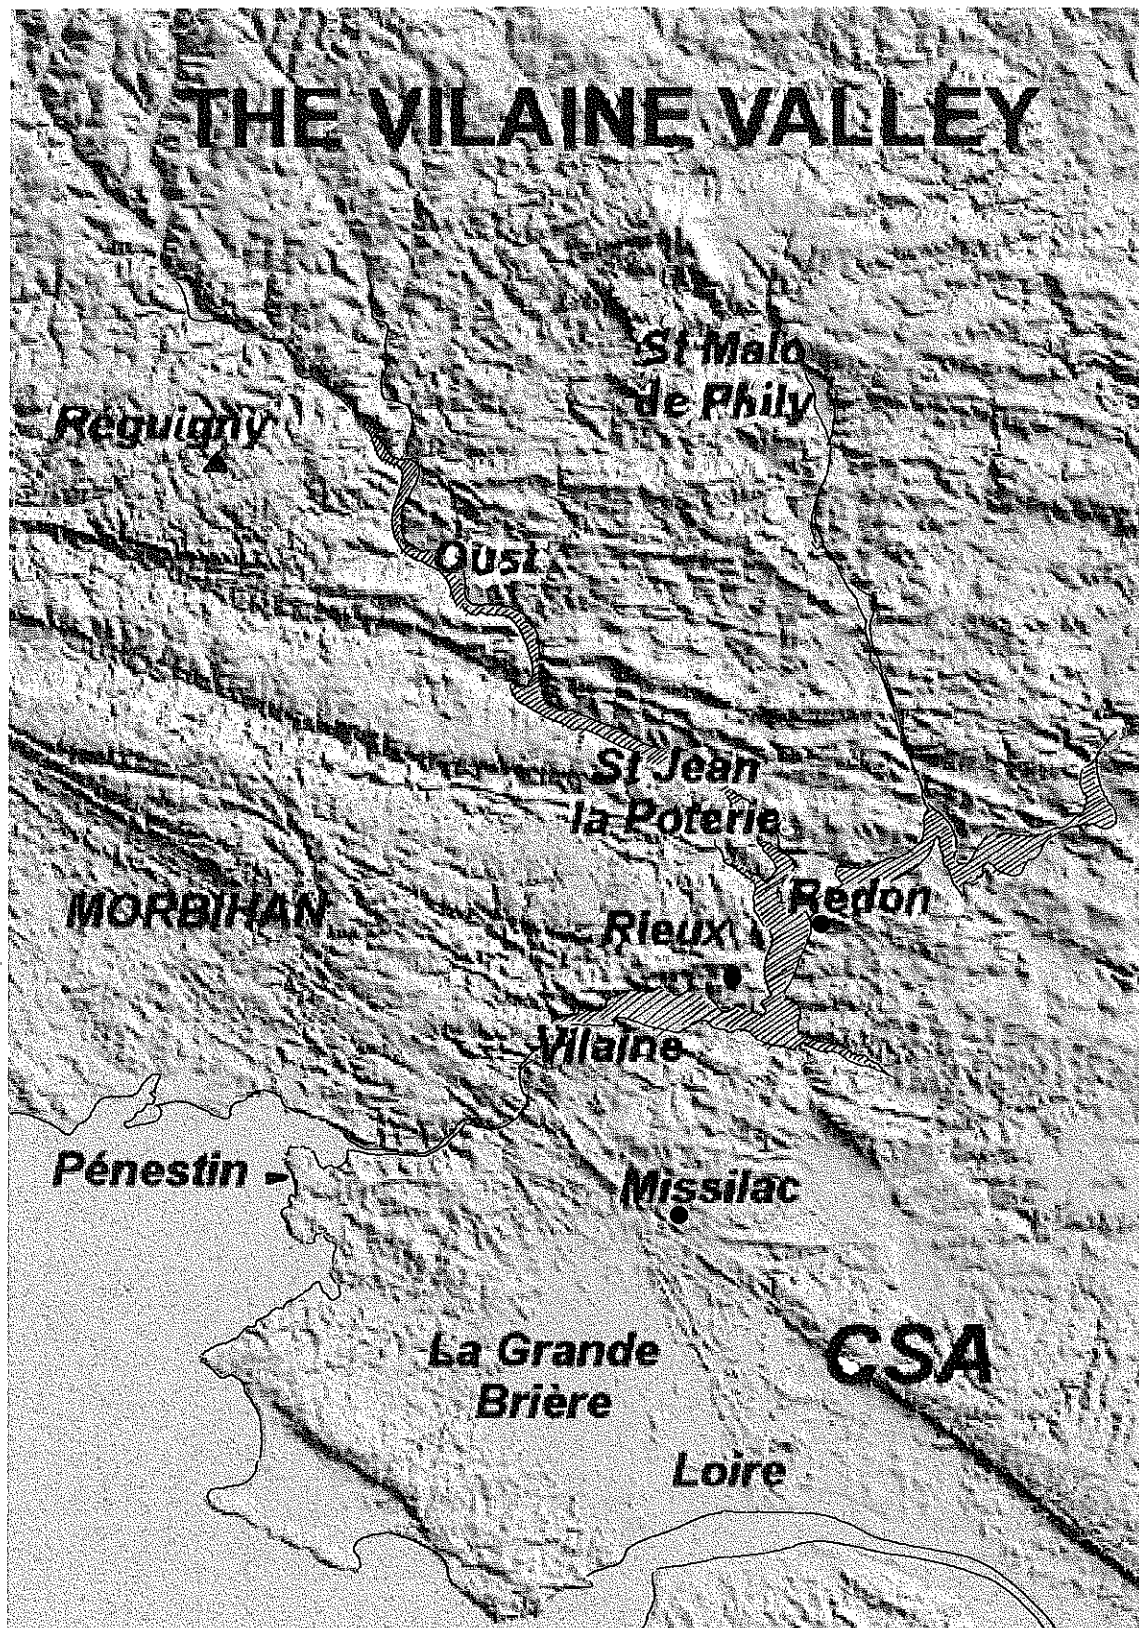 THE VILAINE VALLEY
St Malo
de Phily
Réguigny
Oust
St Jean
la Poterie
MORBIHAN
Redon
Rieux
Vilaine
Pénestin
Missilac
CSA
La Grande
Brière
Loire